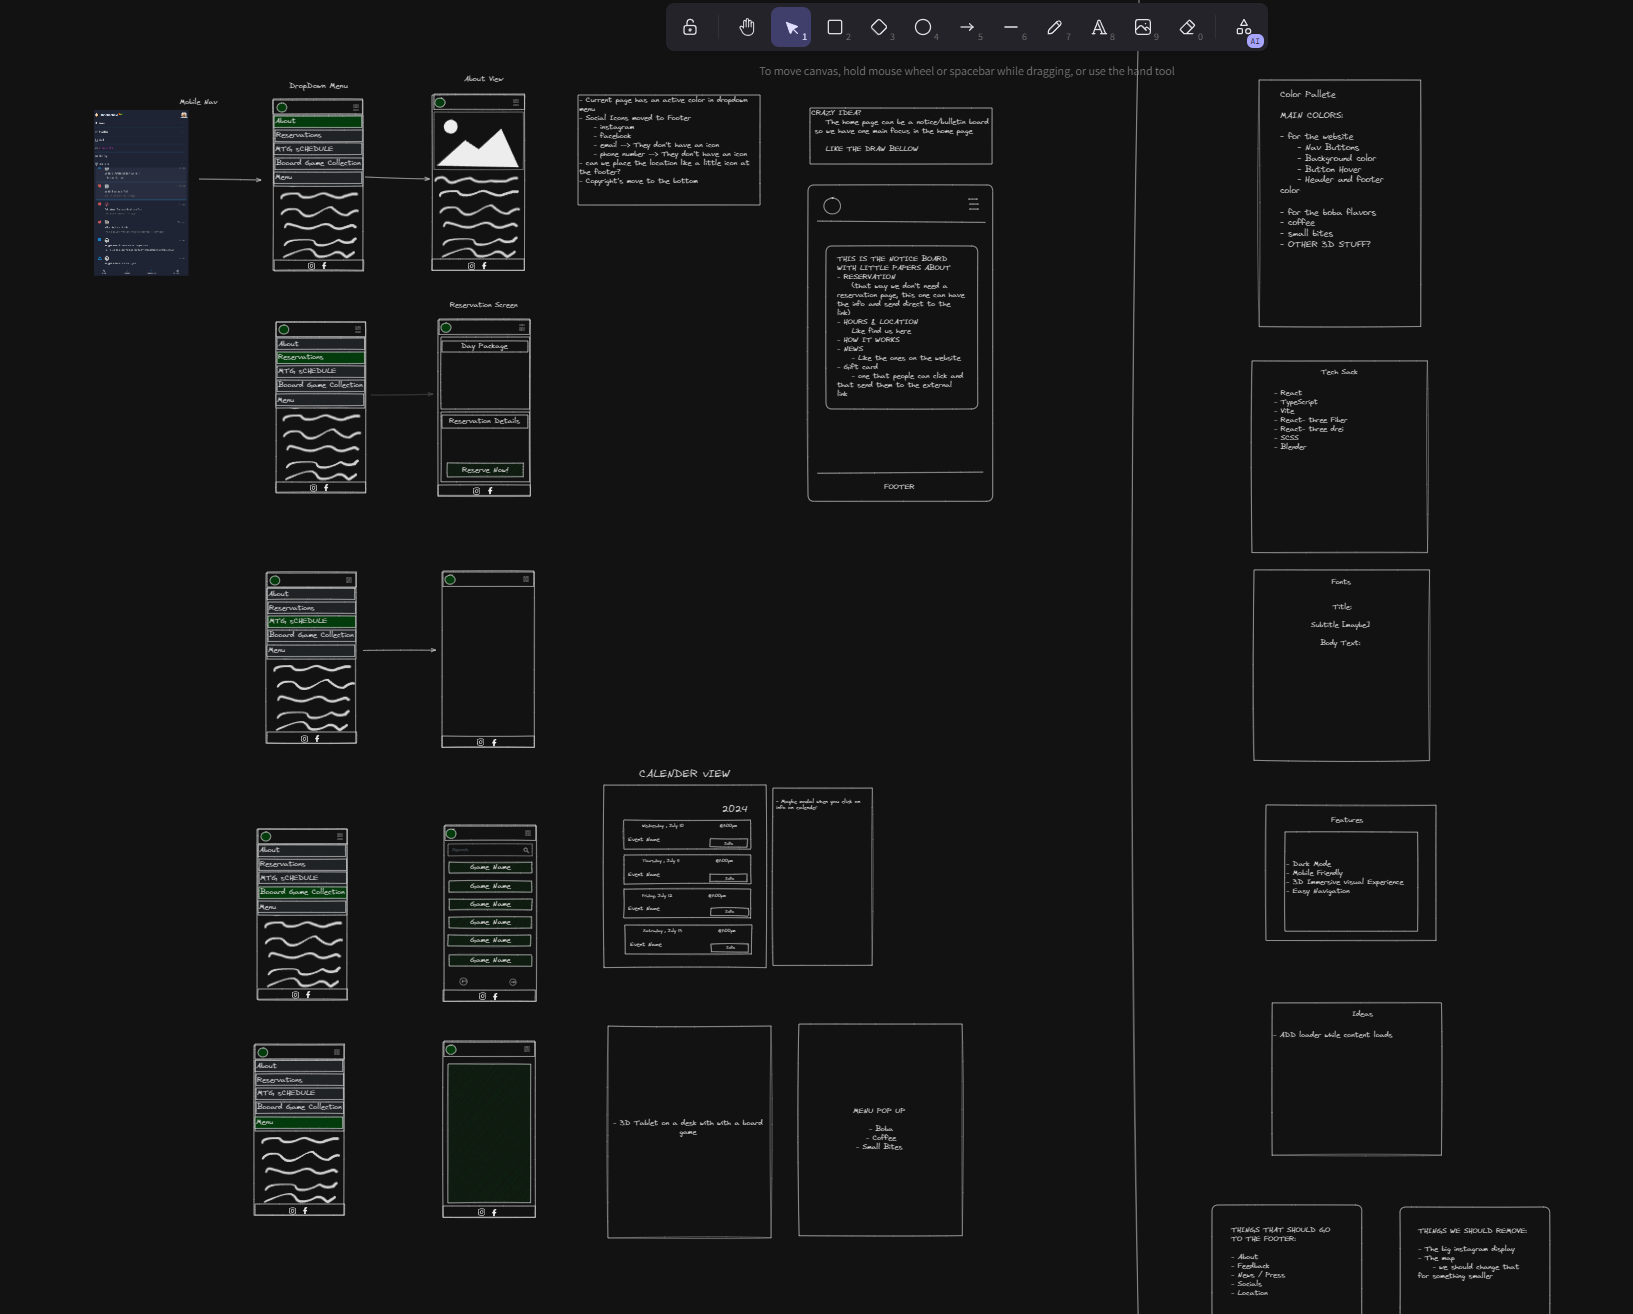 1
2
3
4
5
6
7
8
9
0
AI
To move canvas, hold mouse wheel or spacebar while dragging, or use the hand tool
Mobile Nav
DropDown Menu
About
Reservations
MTG sCHEDULE
Booard Game Collection
Menu
About View
- Current page has an active color in dropdown
menu
- Social Icons moved to Footer
- instagram
- facebook
- email --> They don't have an icon
- phone number --> They don't have an icon
- can we place the location like a little icon at
the footer?
- Copyright's move to the bottom
CRAZY IDEA?
The home page can be a notice/bulletin board
so we have one main focus in the home page
LIKE THE DRAW BELLOW
THIS IS THE NOTICE BOARD
WITH LITTLE PAPERS ABOUT
- RESERVATION
(that way we don't need a
reservation page, this one can have
the info and send direct to the
link)
- HOURS & LOCATION
Like find us here
- HOW IT WORKS
- NEWS
- Like the ones on the website
- Gift card
- one that people can click and
that send them to the external
link
FOOTER
About
Reservations
MTG sCHEDULE
Booard Game Collection
Menu
Reservation Screen
Day Package
Reservation Details
Reserve Now!
About
Reservations
MTG sCHEDULE
Booard Game Collection
Menu
About
Reservations
MTG sCHEDULE
Booard Game Collection
Menu
Game Name
Game Name
Game Name
Game Name
Game Name
Game Name
CALENDER VIEW
2024
Wednesday, July 10
Event Name
Info
Thursday, July 11
Event Name
Info
Friday, July 12
Event Name
Info
Saturday, July 13
Event Name
Info
- Maybe modal when you click on
info on calender
About
Reservations
MTG sCHEDULE
Booard Game Collection
Menu
- 3D Tablet on a desk with with a board
game
MENU POP UP
- Boba
- Coffee
- Small Bites
Color Pallete
MAIN COLORS:
- for the website
- Nav Buttons
- Background color
- Button Hover
- Header and footer
color
- for the boba flavors
- coffee
- small bites
- OTHER 3D STUFF?
Tech Sack
- React
- TypeScript
- Vite
- React- three Fiber
- React- three drei
- SCSS
- Blender
Fonts
Title:
Subtitle [maybe]
Body Text:
Features
- Dark Mode
- Mobile Friendly
- 3D Immersive Visual Experience
- Easy Navigation
Ideas
- ADD loader while content loads
THINGS THAT SHOULD GO
TO THE FOOTER:
- About
- Feedback
- News / Press
- Socials
- Location
THINGS WE SHOULD REMOVE:
- The big instagram display
- The map
- we should change that
for something smaller